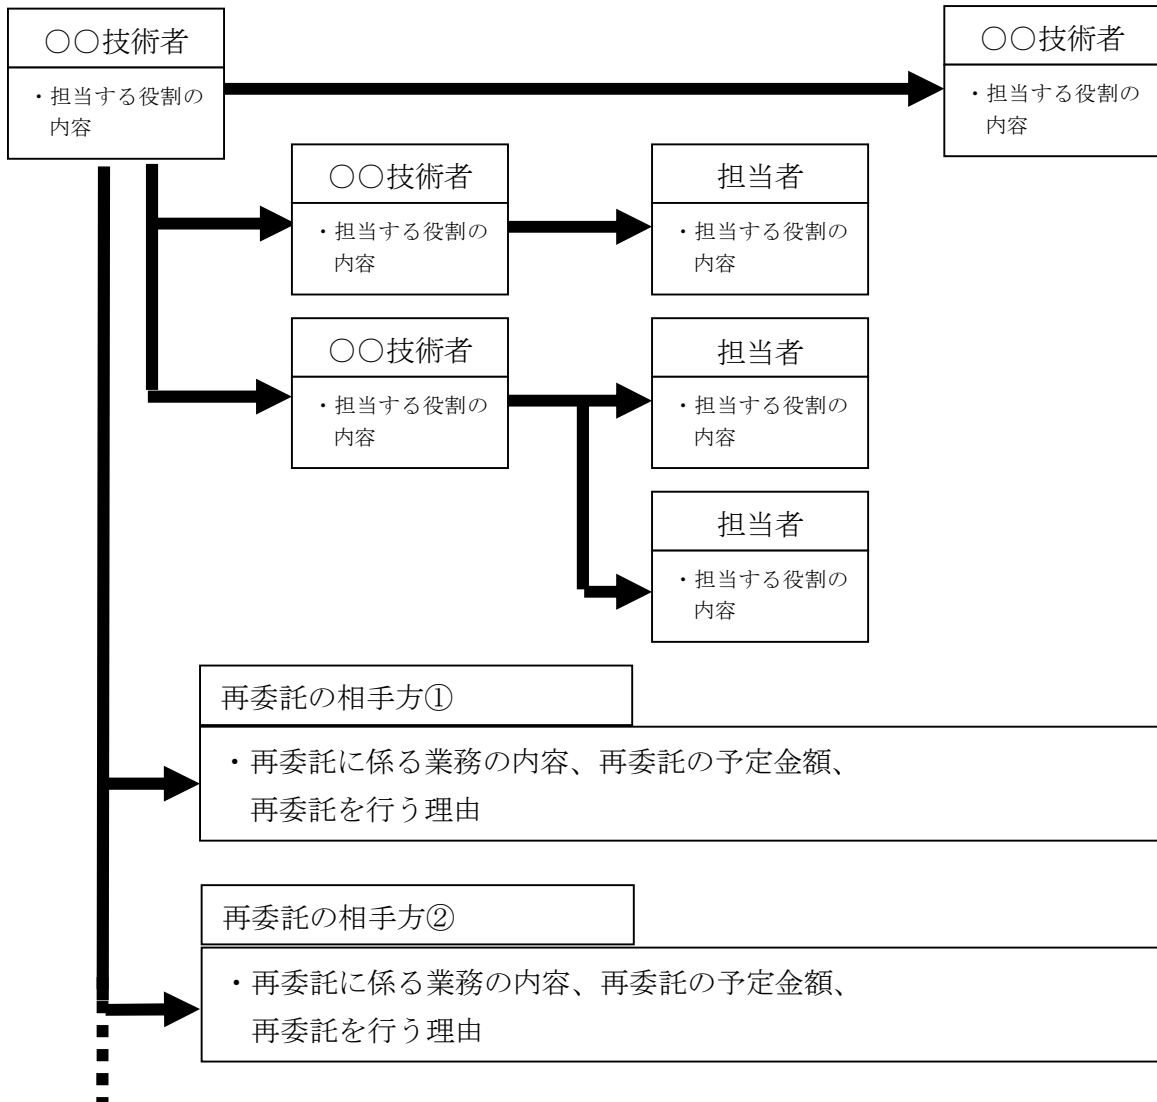 ○○技術者
・担当する役割の
内容
○○技術者
・担当する役割の
内容
○○技術者
・担当する役割の
内容
担当者
・担当する役割の
内容
○○技術者
・担当する役割の
内容
担当者
・担当する役割の
内容
担当者
・担当する役割の
内容
再委託の相手方①
・再委託に係る業務の内容、再委託の予定金額、
再委託を行う理由
再委託の相手方②
・再委託に係る業務の内容、再委託の予定金額、
再委託を行う理由